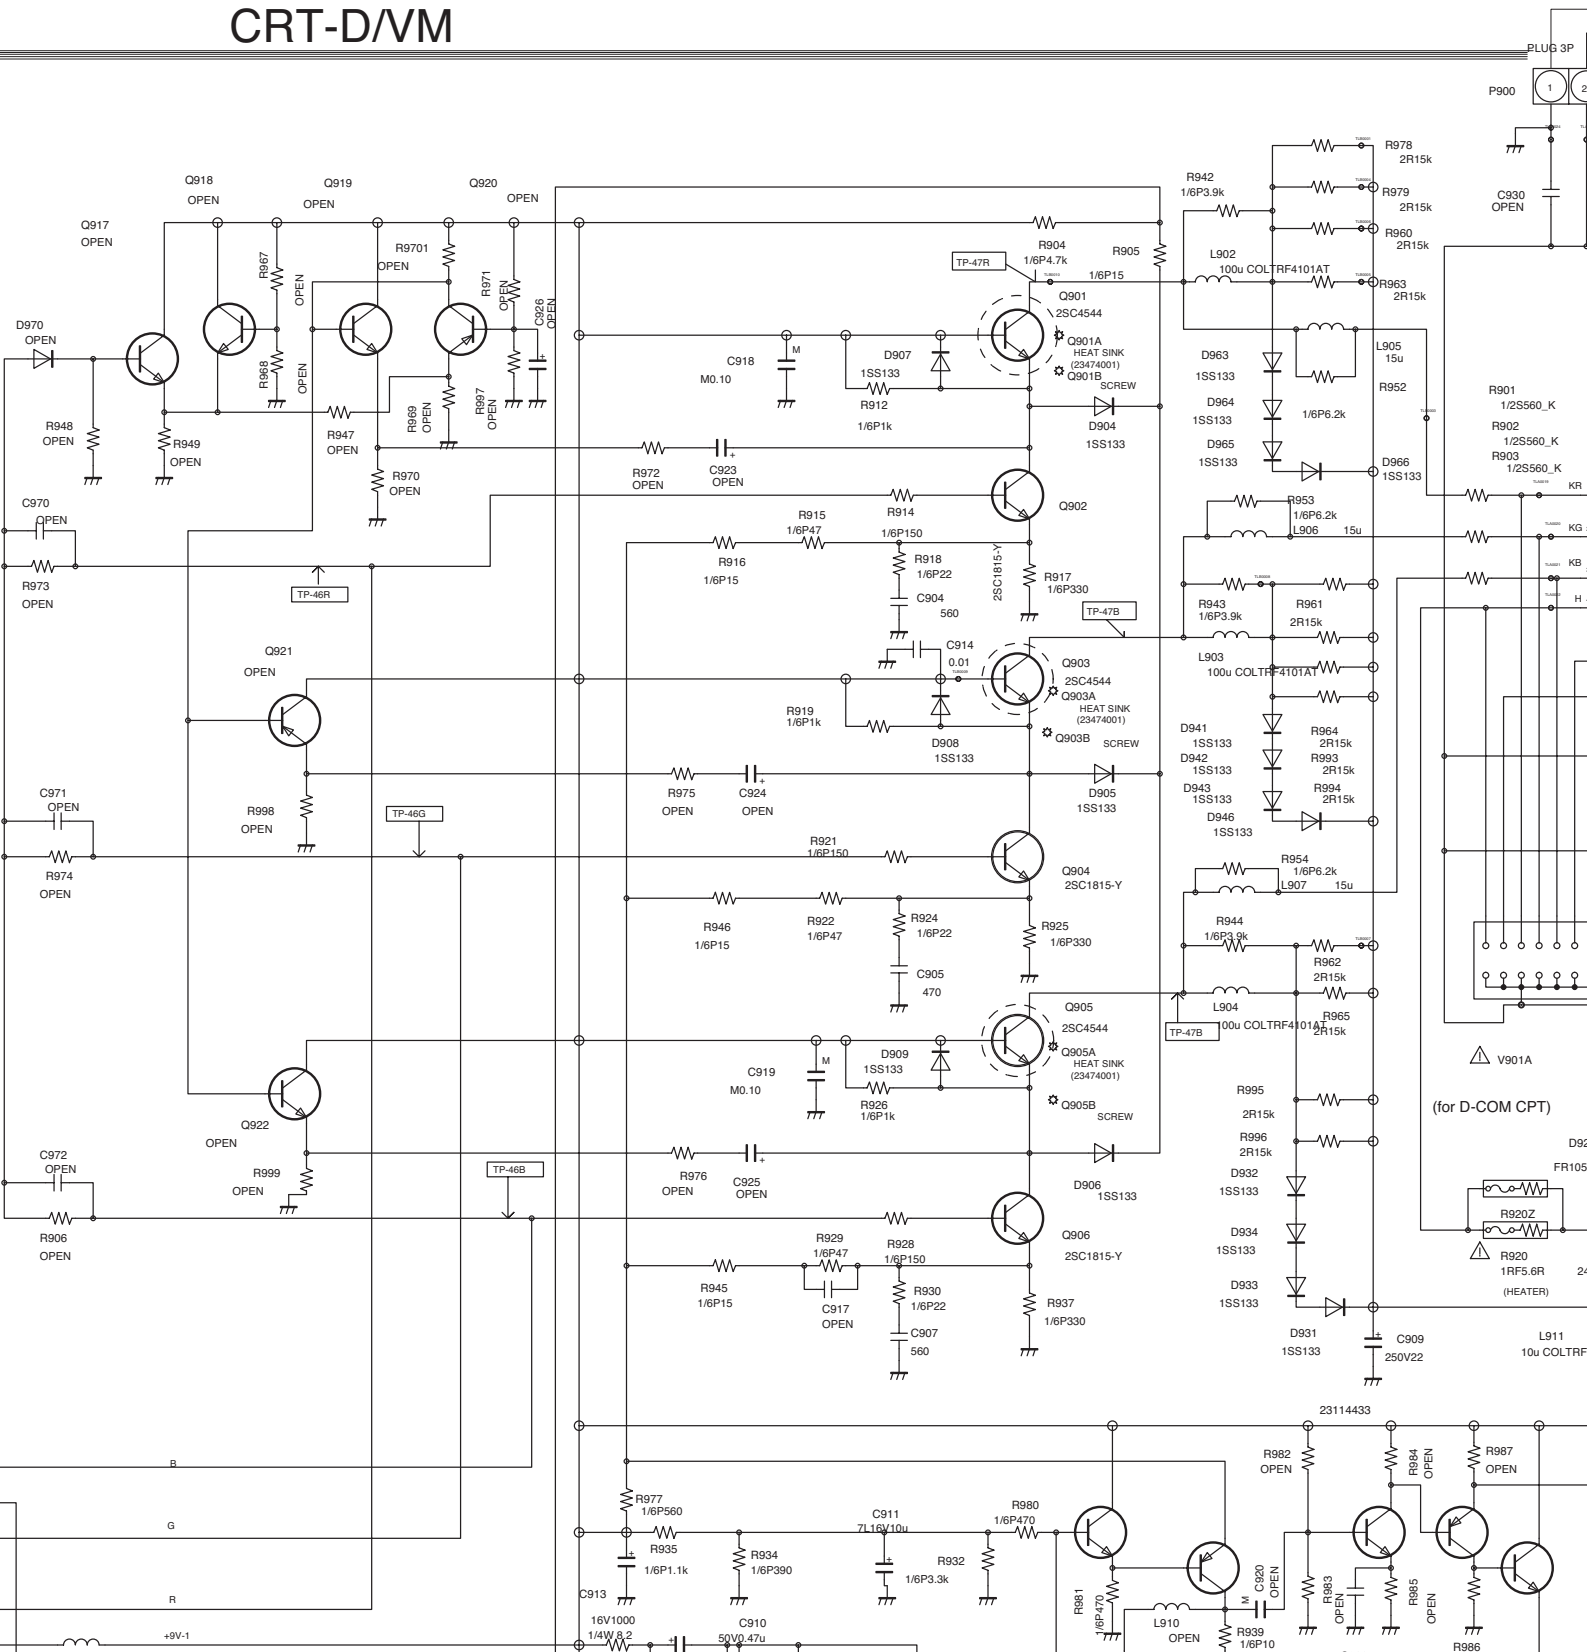 CRT-D/VM
PLUG 3P
P900
1
2
R978
2R15k
R979
2R15k
R960
2R15k
R942
1/6P3.9k
C930
OPEN
Q918
OPEN
Q919
OPEN
Q920
OPEN
Q917
OPEN
R967
OPEN
R9701
OPEN
R971
OPEN
C926
OPEN
R904
1/6P4.7k
R905
1/6P15
TP-47R
L902
100u COLTRF4101AT
R963
2R15k
Q901
2SC4544
Q901A
HEAT SINK
(23474001)
Q901B
SCREW
D970
OPEN
R968
OPEN
R969
OPEN
R997
OPEN
C918
M0.10
M
D907
1SS133
R912
1/6P1k
D904
1SS133
L905
15u
R952
1/6P6.2k
D963
1SS133
D964
1SS133
D965
1SS133
D966
1SS133
R901
1/2S560_K
R902
1/2S560_K
R903
1/2S560_K
R948
OPEN
R949
OPEN
R947
OPEN
R970
OPEN
R972
OPEN
C923
OPEN
Q902
2SC1815-Y
R914
1/6P150
R915
1/6P47
R916
1/6P15
R918
1/6P22
C904
560
R917
1/6P330
R953
1/6P6.2k
L906
15u
KR
KG
KB
H
C970
OPEN
R973
OPEN
TP-46R
TP-47B
R943
1/6P3.9k
R961
2R15k
L903
100u COLTRF4101AT
C914
0.01
Q903
2SC4544
Q903A
HEAT SINK
(23474001)
Q903B
SCREW
Q921
OPEN
R919
1/6P1k
D908
1SS133
D941
1SS133
D942
1SS133
D943
1SS133
D946
1SS133
R964
2R15k
R993
2R15k
R994
2R15k
C971
OPEN
R998
OPEN
TP-46G
R975
OPEN
C924
OPEN
D905
1SS133
R974
OPEN
R921
1/6P150
Q904
2SC1815-Y
R954
1/6P6.2k
L907
15u
R946
1/6P15
R922
1/6P47
R924
1/6P22
R925
1/6P330
C905
470
R944
1/6P3.9k
R962
2R15k
L904
100u COLTRF4101AT
R965
2R15k
TP-47B
Q905
2SC4544
Q905A
HEAT SINK
(23474001)
Q905B
SCREW
V901A
(for D-COM CPT)
C919
M0.10
M
D909
1SS133
R926
1/6P1k
R995
2R15k
R996
2R15k
Q922
OPEN
C972
OPEN
R999
OPEN
TP-46B
R976
OPEN
C925
OPEN
D906
1SS133
D932
1SS133
D934
1SS133
D933
1SS133
D931
1SS133
D92
FR105
R920Z
R920
1RF5.6R
24
(HEATER)
R906
OPEN
R929
1/6P47
R928
1/6P150
Q906
2SC1815-Y
R945
1/6P15
C917
OPEN
R930
1/6P22
C907
560
R937
1/6P330
C909
250V22
L911
10u COLTRF
23114433
B
G
R
+9V-1
R977
1/6P560
R935
1/6P1.1k
R934
1/6P390
C911
7L16V10u
R932
1/6P3.3k
R980
1/6P470
C913
16V1000
1/4W 8.2
C910
50V0.47u
R981
1/6P470
L910
OPEN
M
C920
OPEN
R939
1/6P10
R982
OPEN
R984
OPEN
R987
OPEN
R983
OPEN
R985
OPEN
R986